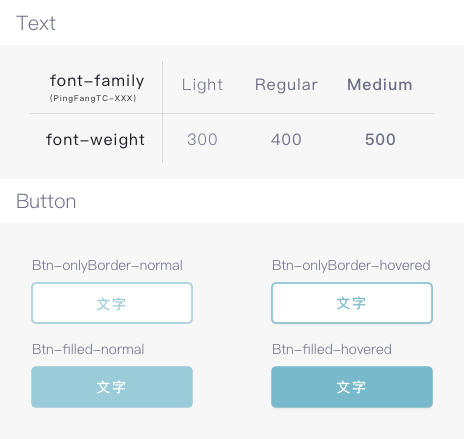 Text
font-family Light Regular Medium
(PingFangTC-XXX)
font-weight 300 400 500
Button
Btn-onlyBorder-normal Btn-onlyBorder-hovered
文字 文字
Btn-filled-normal Btn-filled-hovered
文字 文字